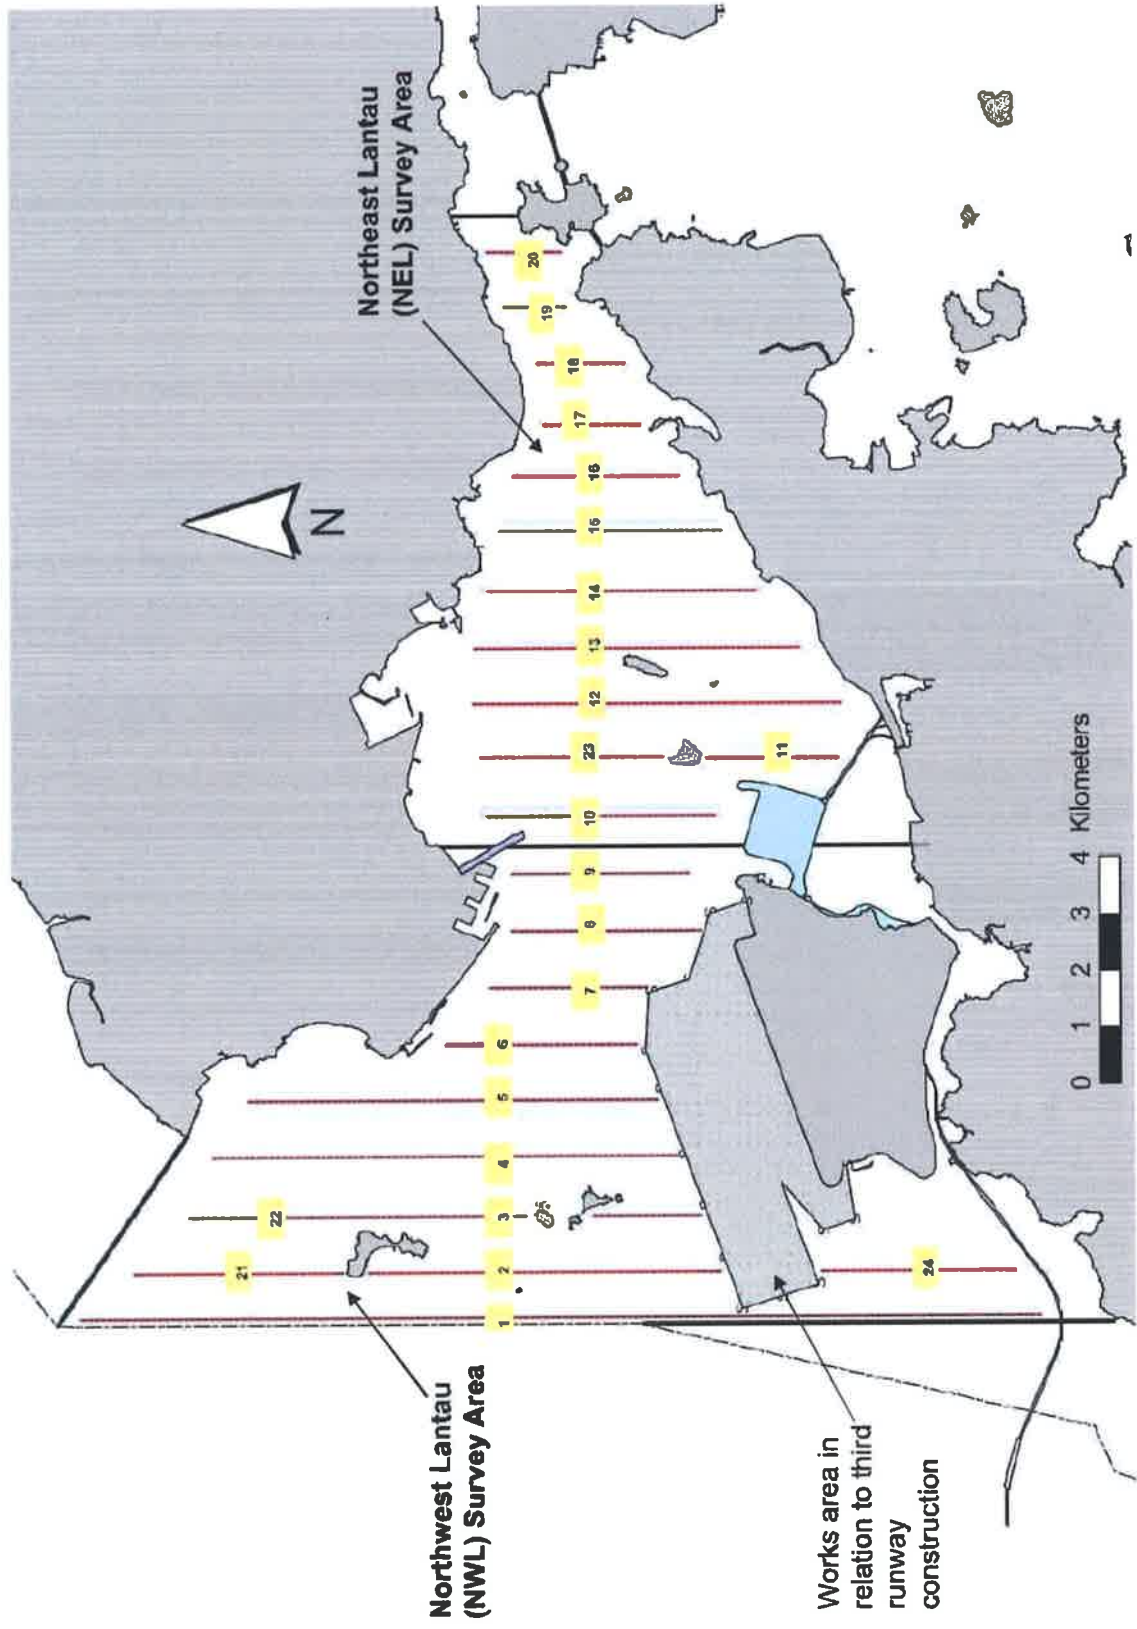 Northeast Lantau
(NEL) Survey Area
N
Northwest Lantau
(NWL) Survey Area
21
22
1
2
3
4
5
6
7
8
9
10
23
12
13
14
15
16
17
18
19
20
11
24
Works area in
relation to third
runway
construction
0 1 2 3 4 Kilometers